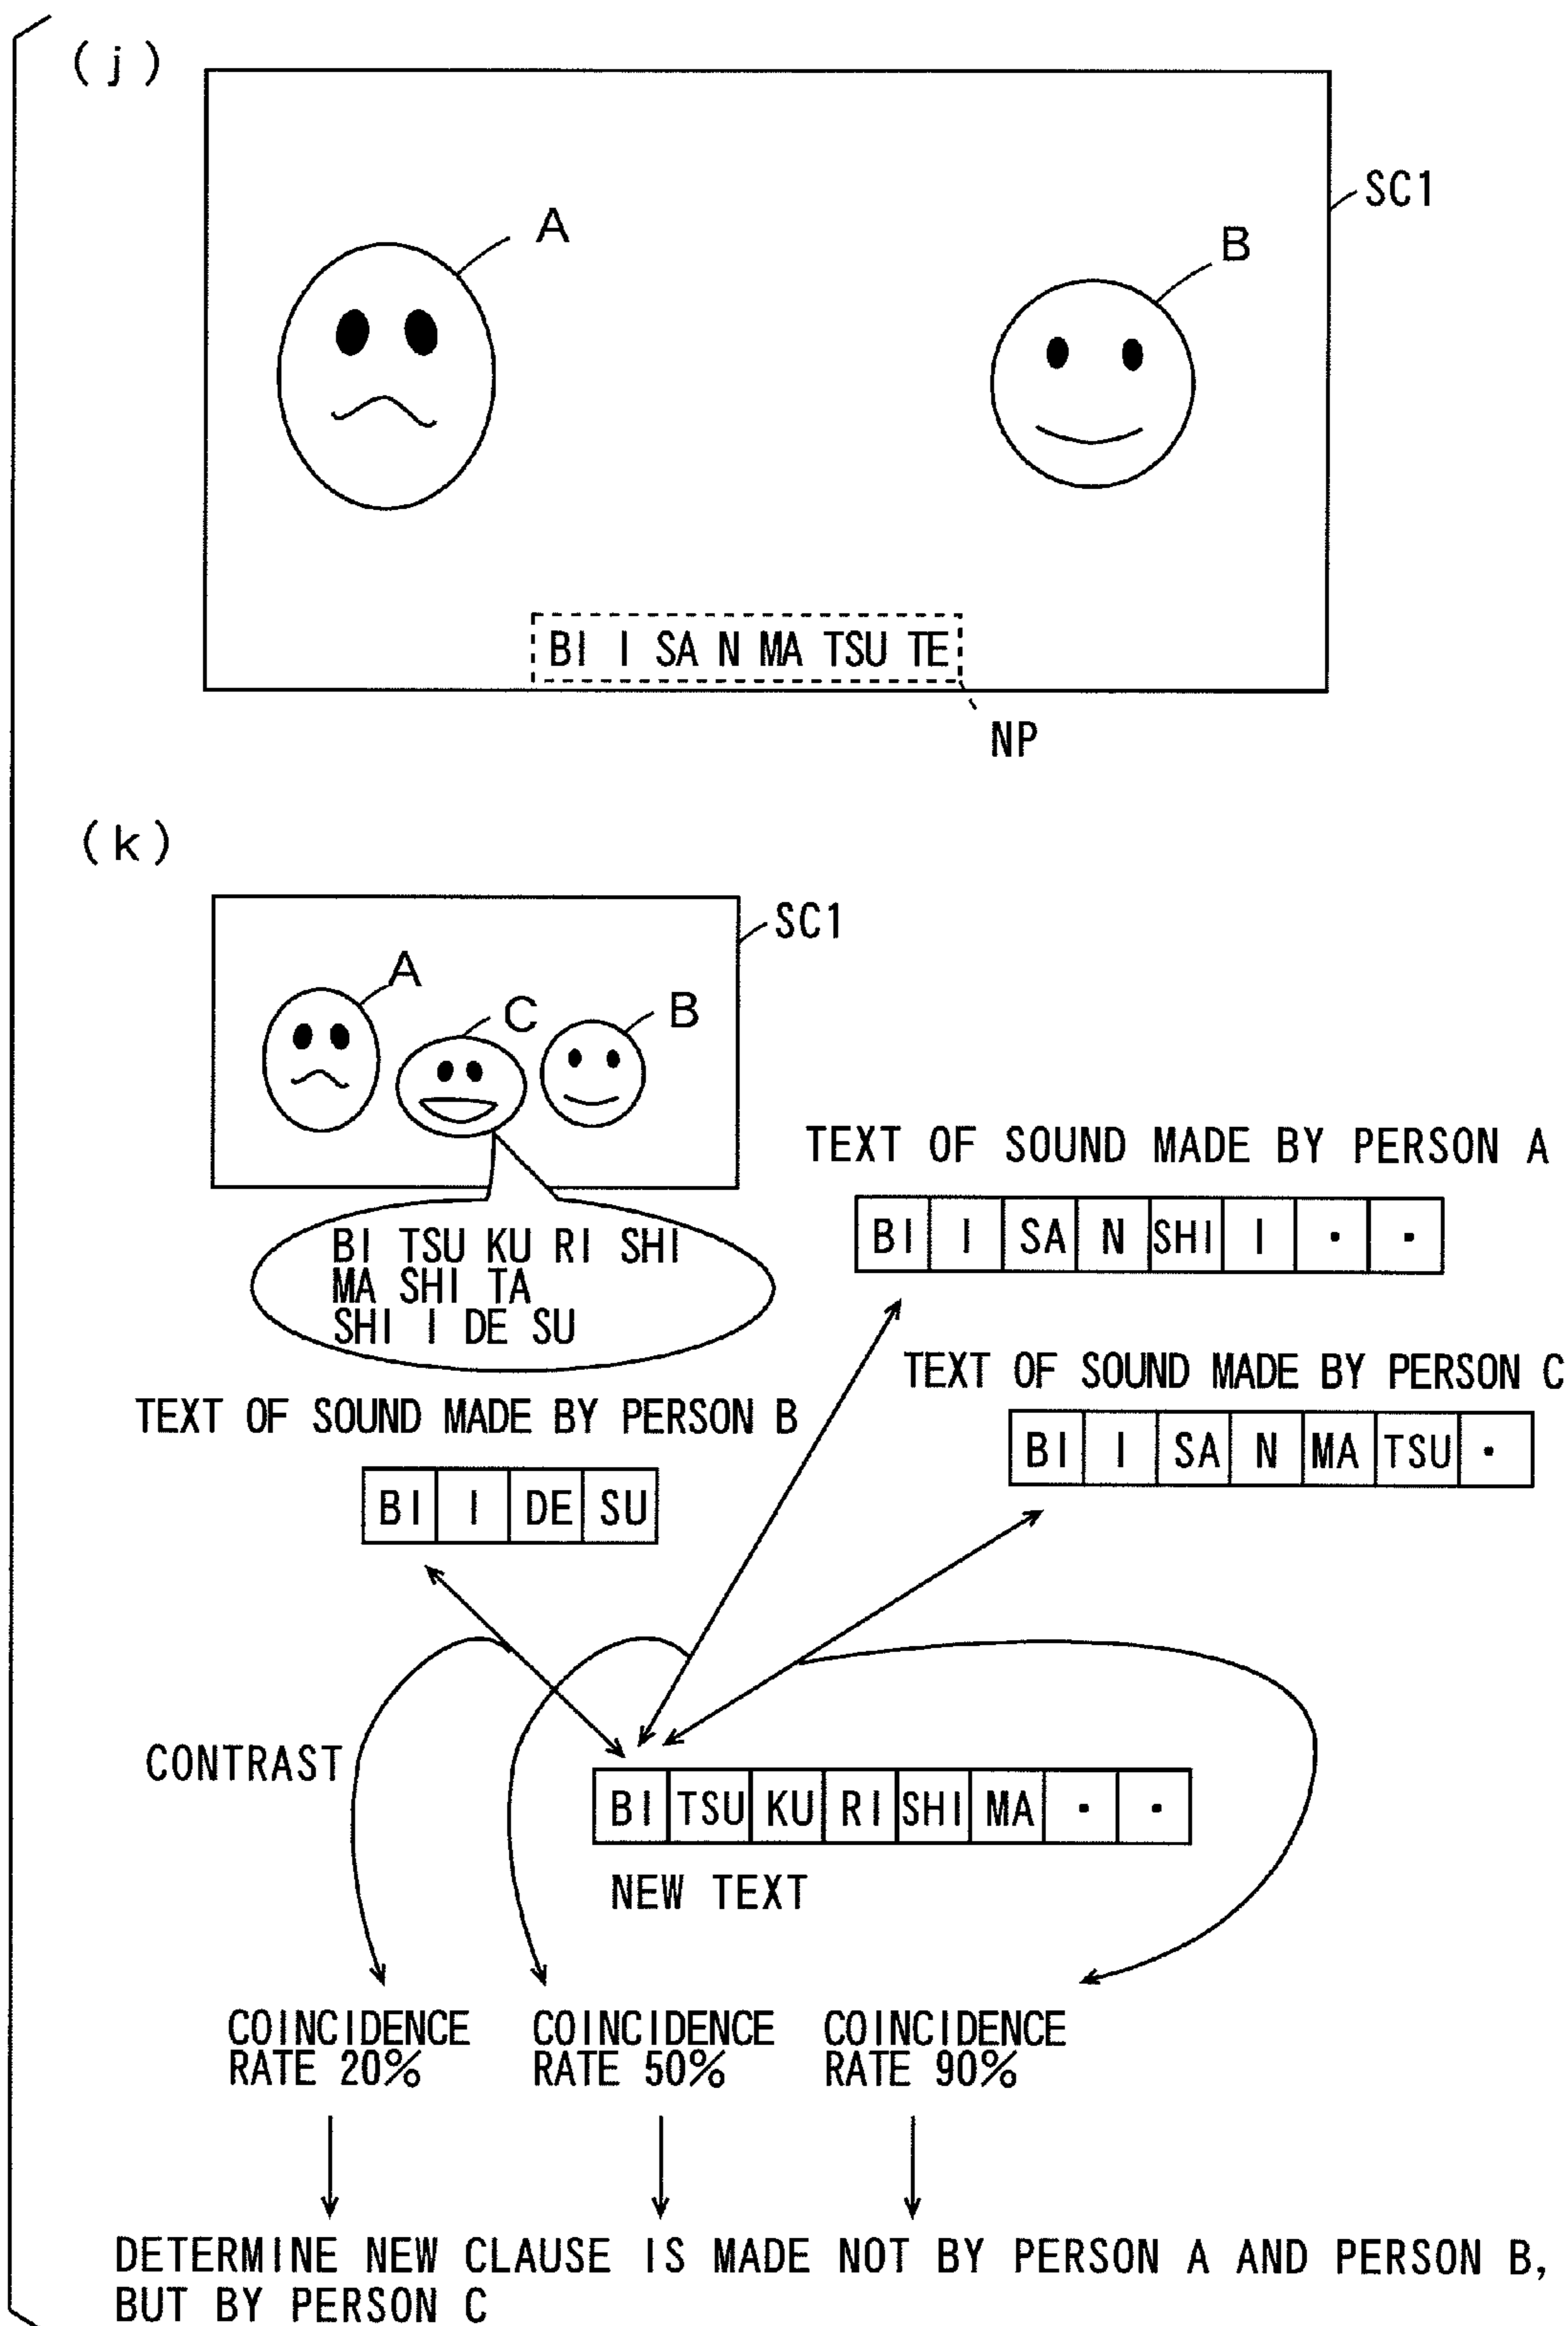 (j)
SC1
A
B
BI I SA N MA TSU TE
NP
(k)
SC1
A
C
B
BI TSU KU RI SHI
MA SHI TA
SHI I DE SU
TEXT OF SOUND MADE BY PERSON A
BI I SA N SHI I · ·
TEXT OF SOUND MADE BY PERSON C
BI I SA N MA TSU ·
TEXT OF SOUND MADE BY PERSON B
BI I DE SU
CONTRAST
BI TSU KU RI SHI MA · ·
NEW TEXT
COINCIDENCE
RATE 20%
COINCIDENCE
RATE 50%
COINCIDENCE
RATE 90%
DETERMINE NEW CLAUSE IS MADE NOT BY PERSON A AND PERSON B,
BUT BY PERSON C